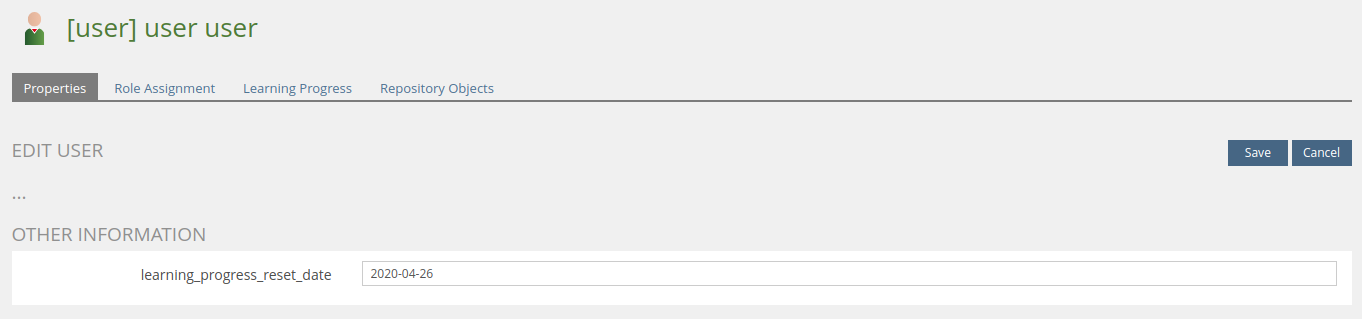 [user] user user
Properties Role Assignment Learning Progress Repository Objects
EDIT USER Save Cancel
...
OTHER INFORMATION
learning_progress_reset_date 2020-04-26